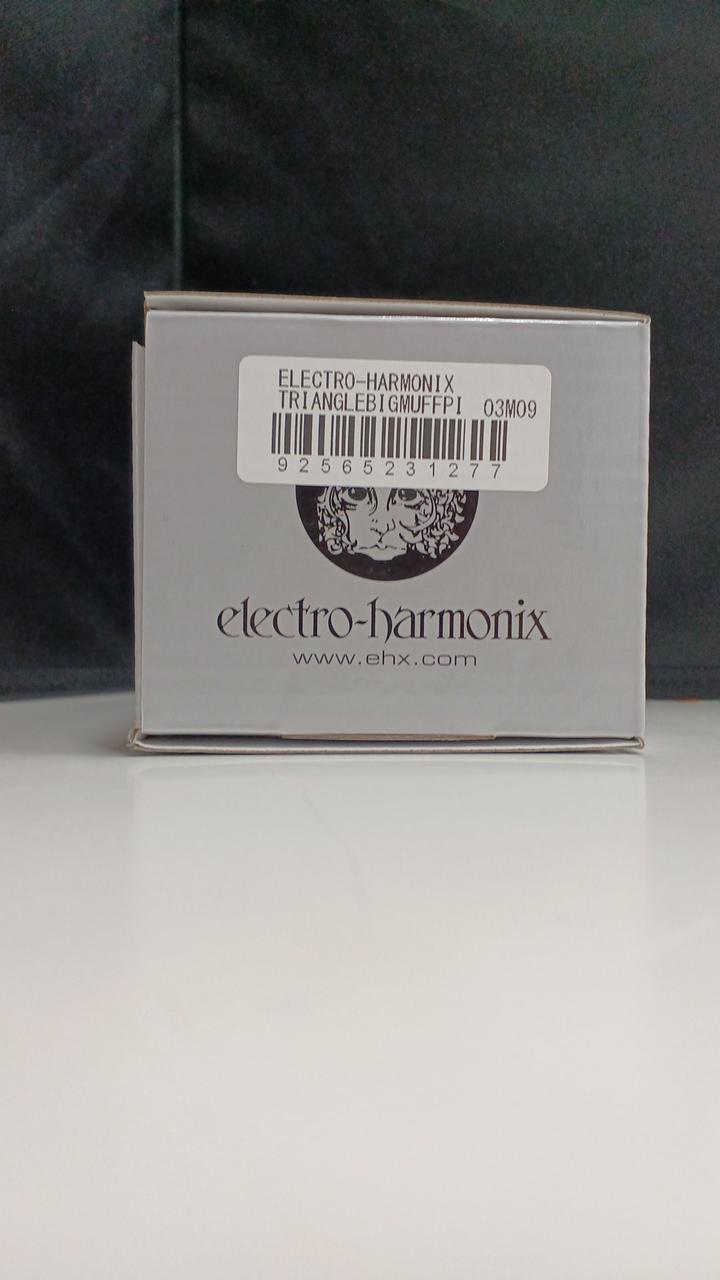 ELECTRO-HARMONIX
TRIANGLEBIGMUFFPI 03M09
92565231277
electro-harmonix
www.ehx.com